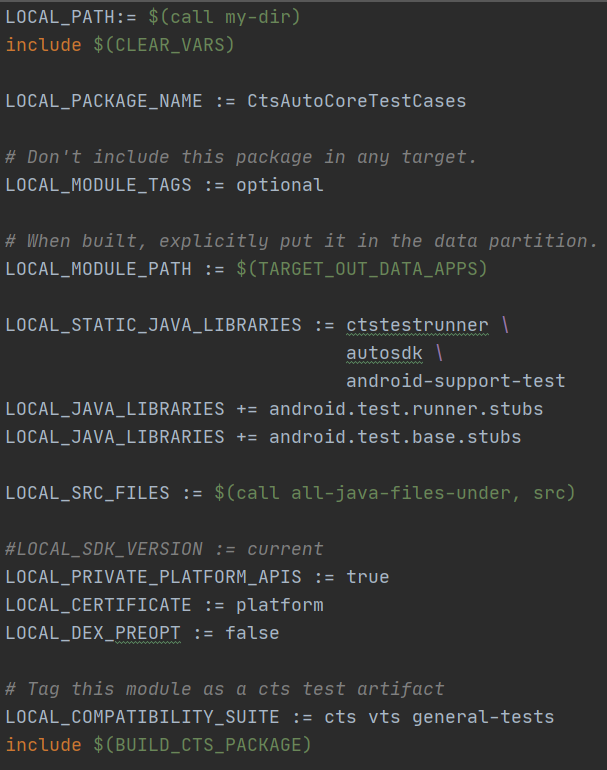 LOCAL_PATH:= $(call my-dir)
include $(CLEAR_VARS)

LOCAL_PACKAGE_NAME := CtsAutoCoreTestCases

# Don't include this package in any target.
LOCAL_MODULE_TAGS := optional

# When built, explicitly put it in the data partition.
LOCAL_MODULE_PATH := $(TARGET_OUT_DATA_APPS)

LOCAL_STATIC_JAVA_LIBRARIES := ctstestrunner \
                               autosdk \
                               android-support-test
LOCAL_JAVA_LIBRARIES += android.test.runner.stubs
LOCAL_JAVA_LIBRARIES += android.test.base.stubs

LOCAL_SRC_FILES := $(call all-java-files-under, src)

#LOCAL_SDK_VERSION := current
LOCAL_PRIVATE_PLATFORM_APIS := true
LOCAL_CERTIFICATE := platform
LOCAL_DEX_PREOPT := false

# Tag this module as a cts test artifact
LOCAL_COMPATIBILITY_SUITE := cts vts general-tests
include $(BUILD_CTS_PACKAGE)